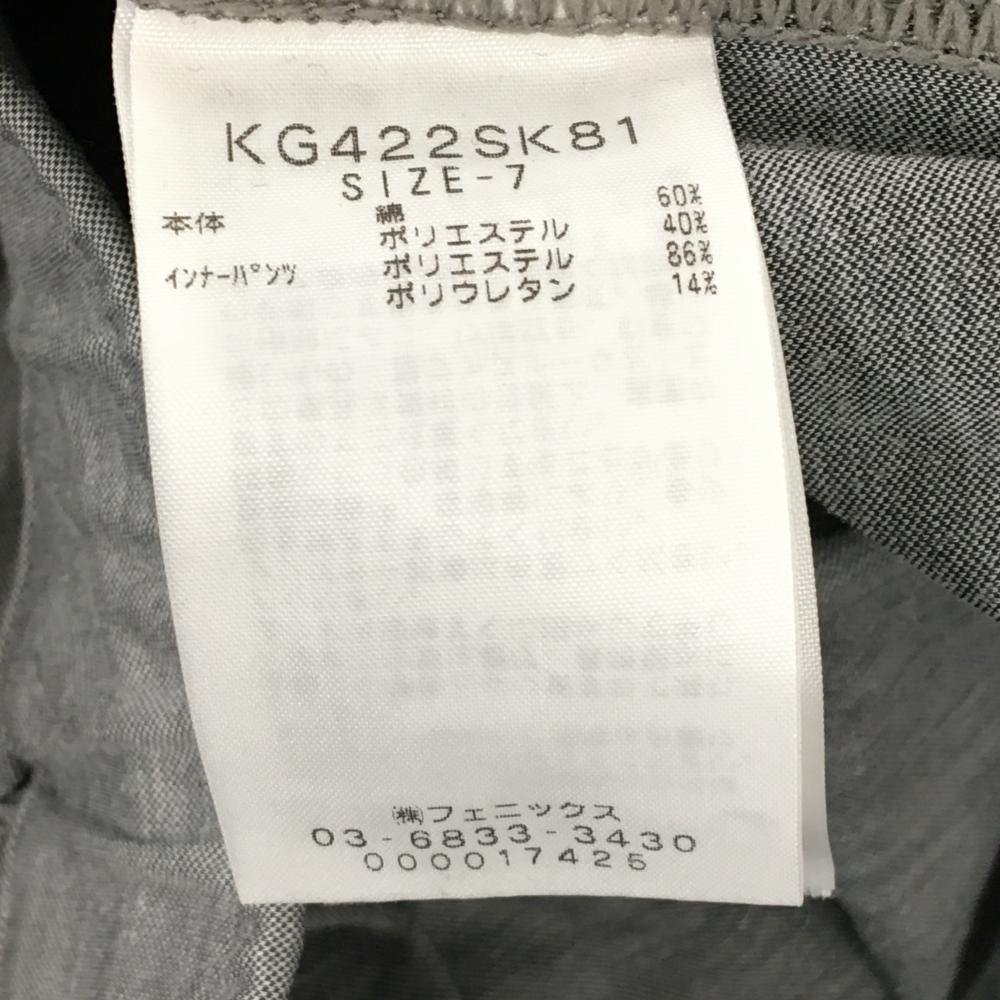 KG422SK81
SIZE-7
本体 綿 60%
ポリエステル 40%
インナーパンツ ポリエステル 86%
ポリウレタン 14%
㈱フェニックス
03-6833-3430
000017425